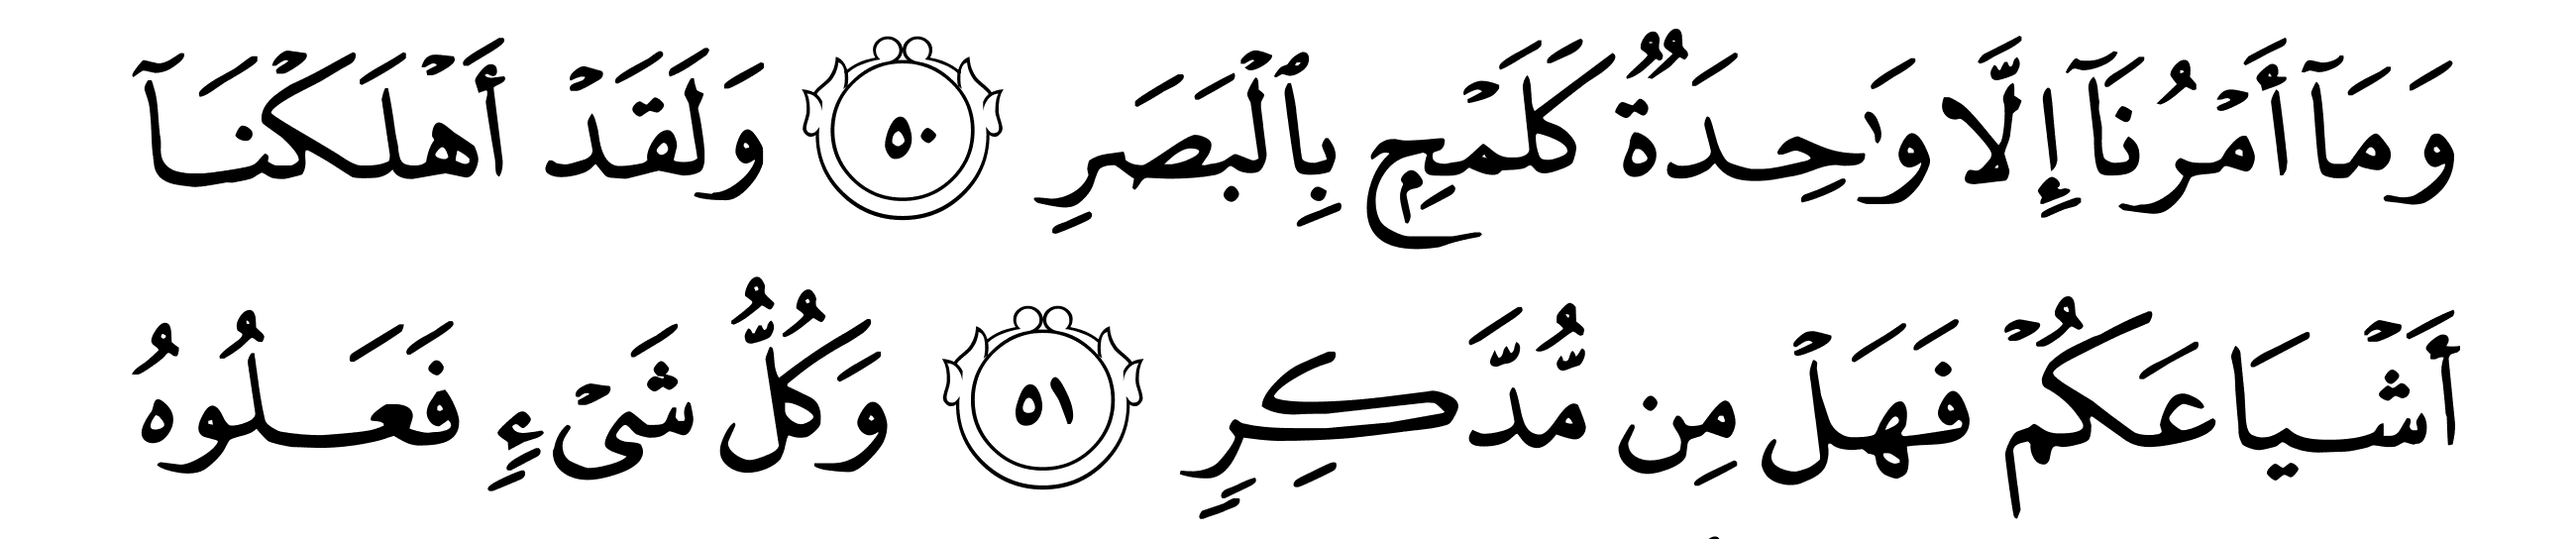 وَمَآ أَمْرُنَآ إِلَّا وَٰحِدَةٌ كَلَمْحٍۭ بِٱلْبَصَرِ ٥٠ وَلَقَدْ أَهْلَكْنَآ
أَشْيَاعَكُمْ فَهَلْ مِن مُّدَّكِرٍ ٥١ وَكُلُّ شَىْءٍ فَعَلُوهُ